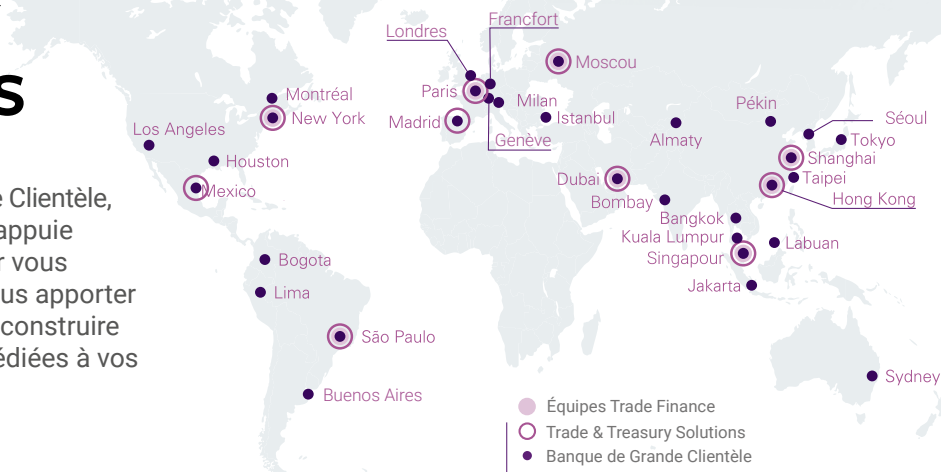 s
e Clientèle,
appuie
r vous
us apporter
construire
édiées à vos
Londres
Francfort
Moscou
Paris
Milan
Madrid
Genève
Istanbul
Montréal
New York
Los Angeles
Houston
Mexico
Bogota
Lima
São Paulo
Buenos Aires
Almaty
Pékin
Séoul
Tokyo
Shanghai
Taipei
Hong Kong
Dubai
Bombay
Bangkok
Kuala Lumpur
Singapour
Labuan
Jakarta
Sydney
Équipes Trade Finance
Trade & Treasury Solutions
Banque de Grande Clientèle